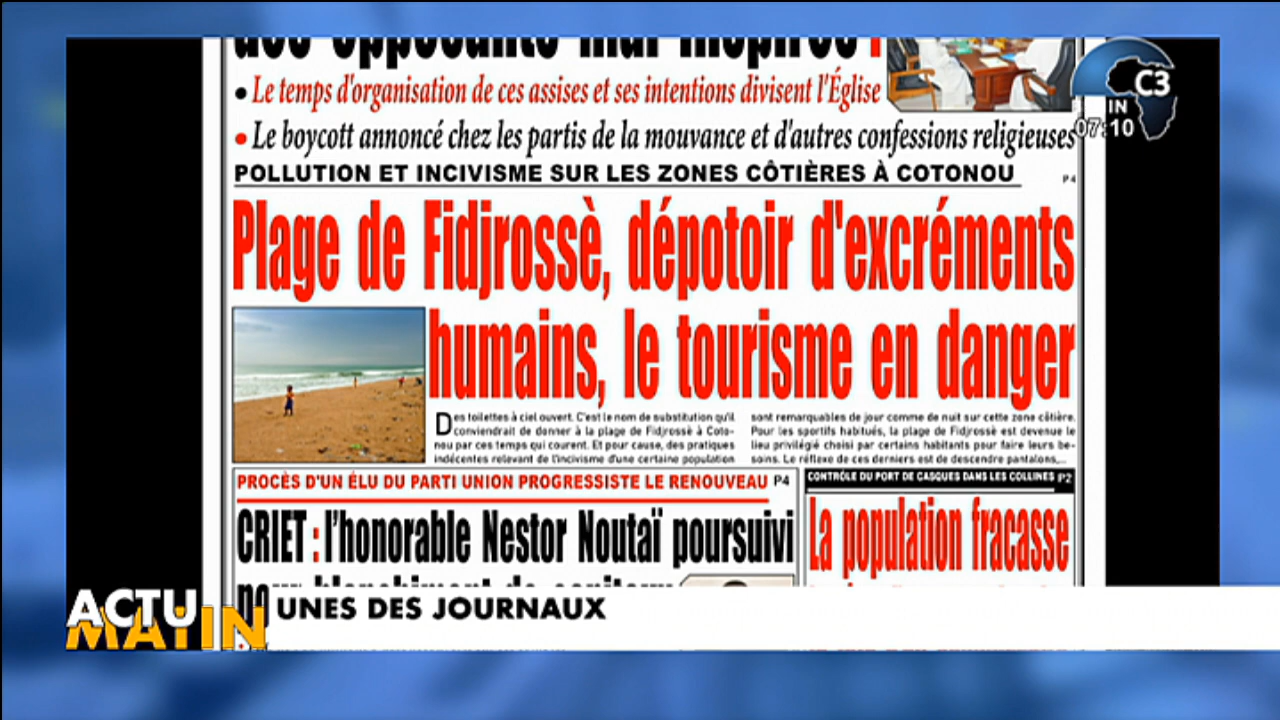 des opposants mal inspirés !
• Le temps d'organisation de ces assises et ses intentions divisent l'Église
• Le boycott annoncé chez les partis de la mouvance et d'autres confessions religieuses
POLLUTION ET INCIVISME SUR LES ZONES CÔTIÈRES À COTONOU
P4
Plage de Fidjrossè, dépotoir d'excréments
humains, le tourisme en danger
Des toilettes à ciel ouvert. C'est le nom de substitution qu'il
conviendrait de donner à la plage de Fidjrossè à Coto-
nou par ces temps qui courent. Et pour cause, des pratiques
indécentes relevant de l'incivisme d'une certaine population
sont remarquables de jour comme de nuit sur cette zone côtière.
Pour les sportifs habitués, la plage de Fidjrossè est devenue le
lieu privilégié choisi par certains habitants pour faire leurs be-
soins. Le réflexe de ces derniers est de descendre pantalons,...
PROCÈS D'UN ÉLU DU PARTI UNION PROGRESSISTE LE RENOUVEAU P4
CRIET : l'honorable Nestor Noutaï poursuivi
CONTRÔLE DU PORT DE CASQUES DANS LES COLLINES P2
La population fracasse
C3
IN
07:10
ACTU
MATIN
UNES DES JOURNAUX